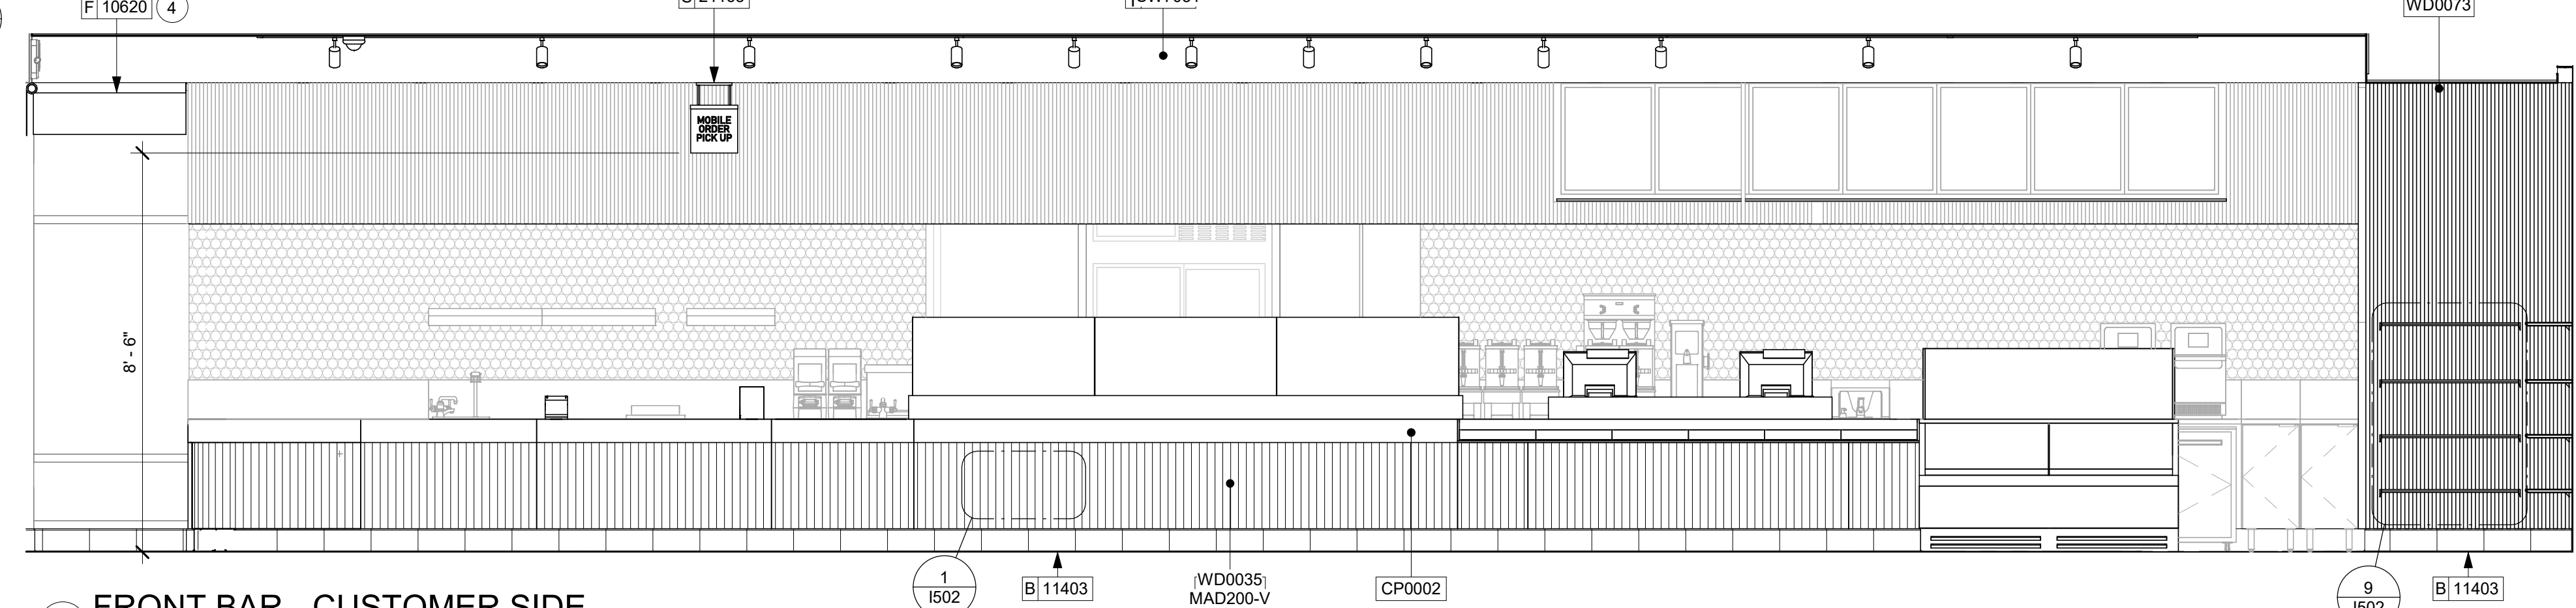 F 10620
4
WD0073
MOBILE
ORDER
PICK UP
8' - 6"
1
I502
B 11403
WD0035
MAD200-V
CP0002
9
I502
B 11403
FRONT BAR - CUSTOMER SIDE